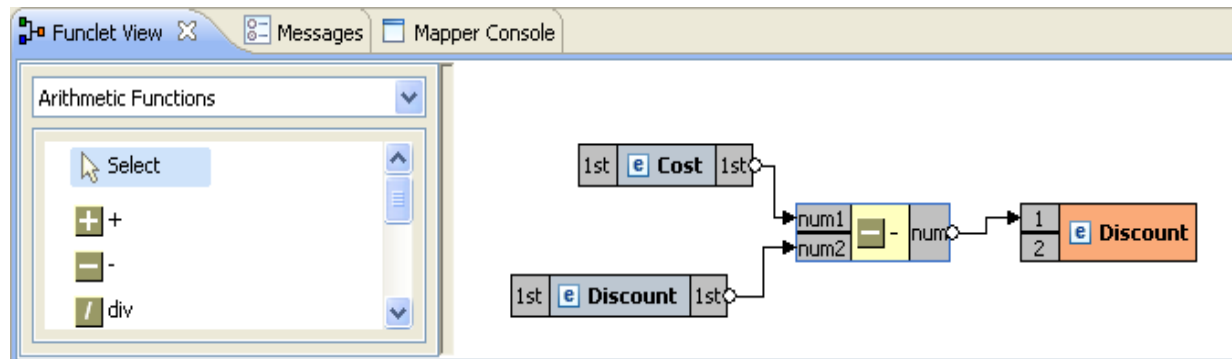 Funclet View Messages Mapper Console
Arithmetic Functions
Select
+
-
div
1st e Cost 1st
num1
num2
- num
1
2
e Discount
1st e Discount 1st